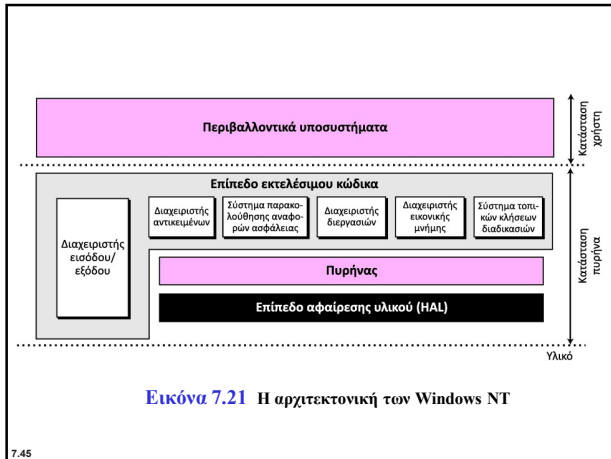 Περιβαλλοντικά υποσυστήματα
Κατάσταση
χρήστη
Επίπεδο εκτελέσιμου κώδικα
Διαχειριστής
εισόδου/
εξόδου
Διαχειριστής
αντικειμένων
Σύστημα παρακο-
λούθησης αναφο-
ρών ασφάλειας
Διαχειριστής
διεργασιών
Διαχειριστής
εικονικής
μνήμης
Σύστημα τοπι-
κών κλήσεων
διαδικασιών
Πυρήνας
Επίπεδο αφαίρεσης υλικού (HAL)
Κατάσταση
πυρήνα
Υλικό
Εικόνα 7.21 Η αρχιτεκτονική των Windows NT
7.45